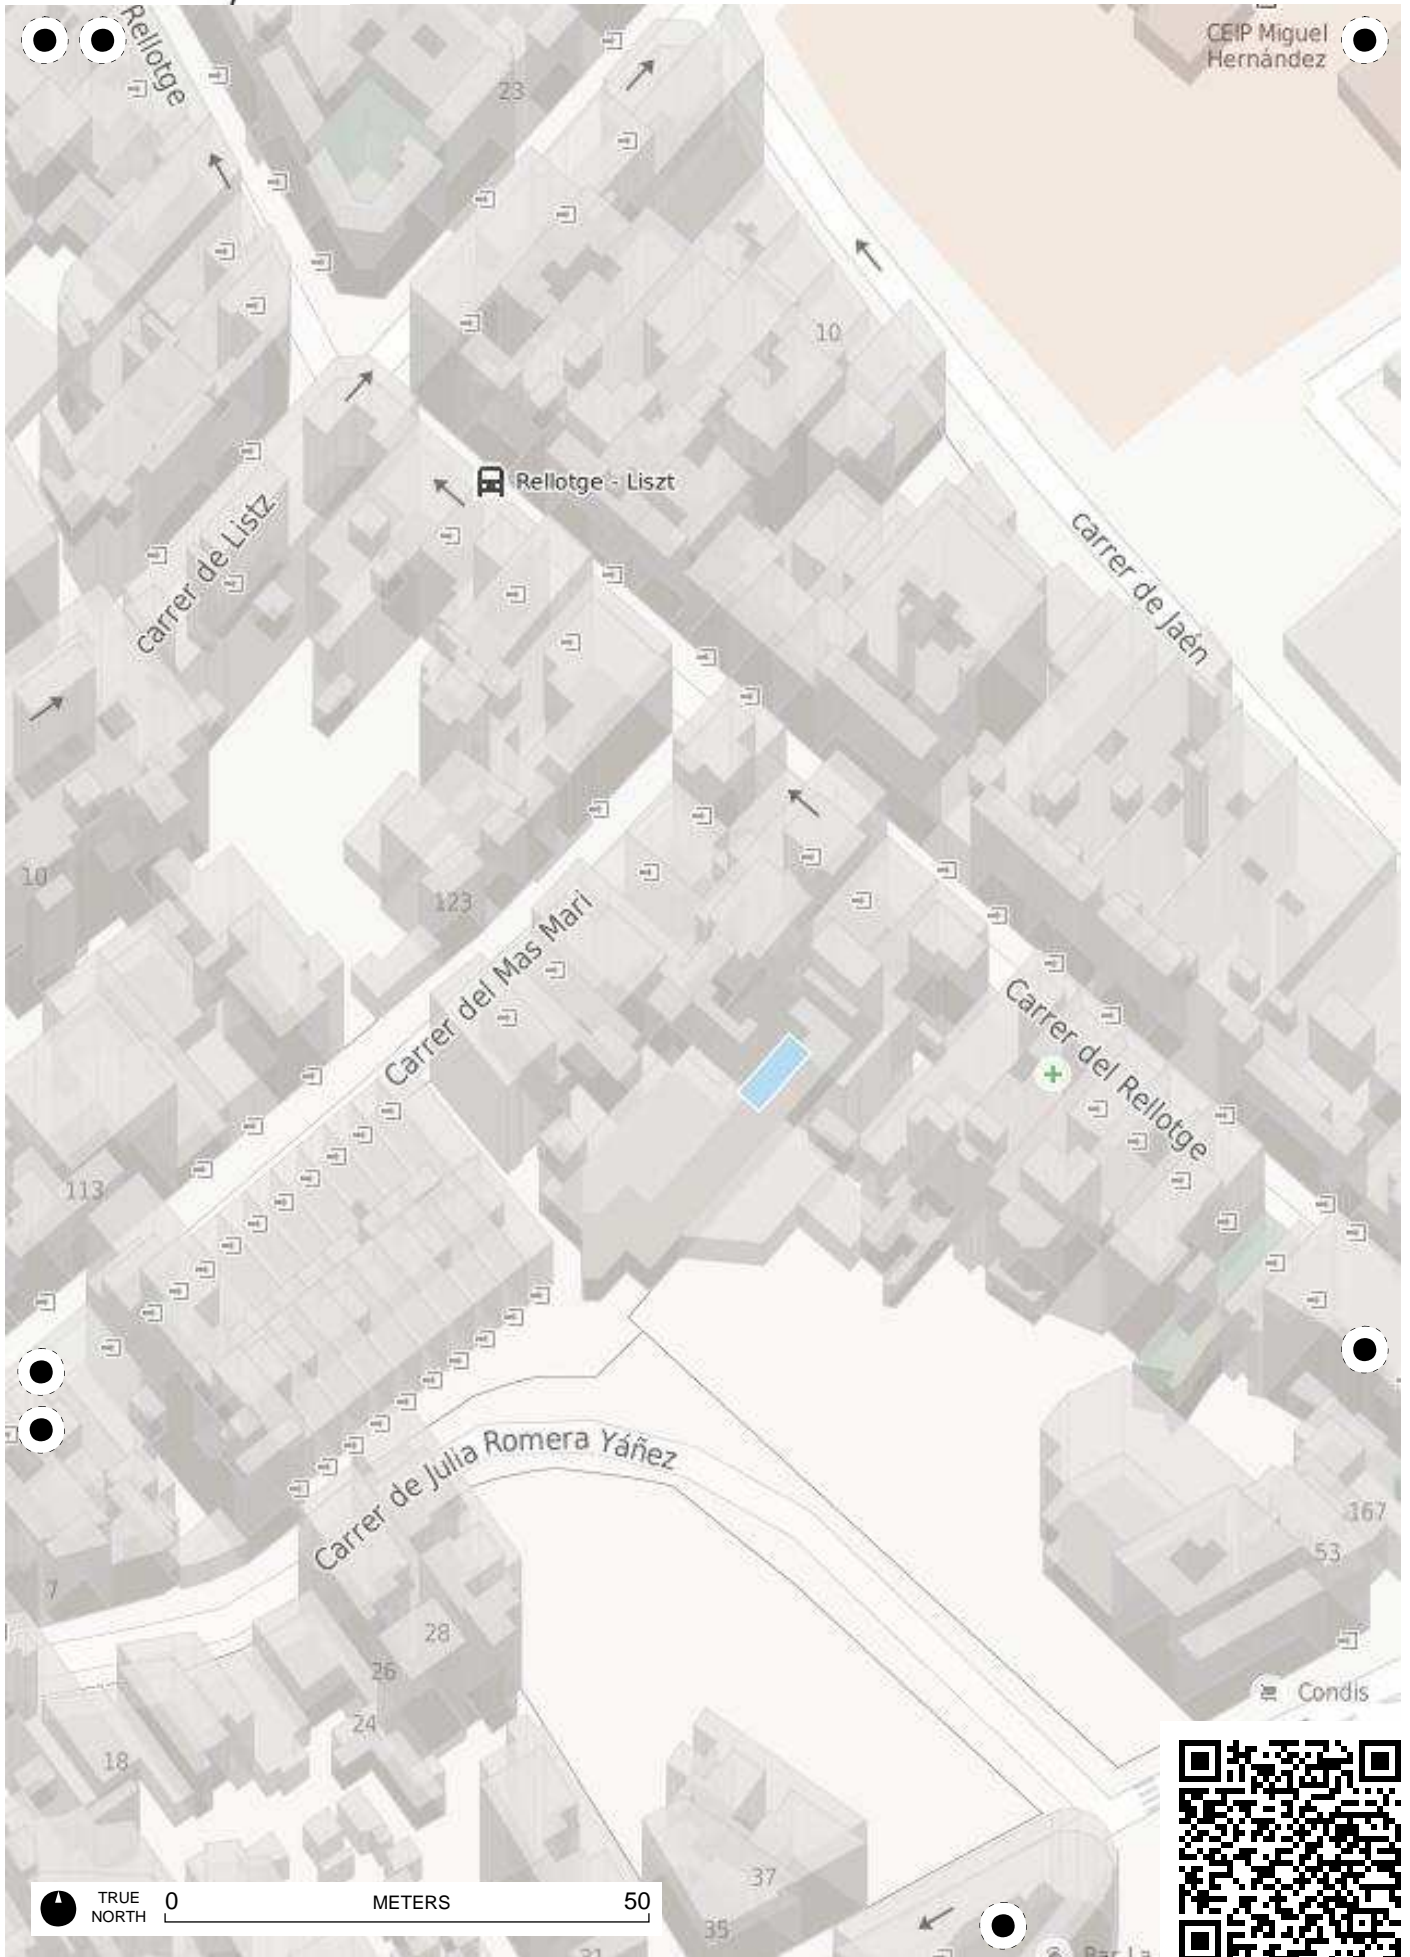 Rellotge
CEIP Miguel
Hernández
23
10
Rellotge - Liszt
carrer de Listz
carrer de Jaén
10
123
Carrer del Mas Mari
Carrer del Rellotge
113
Carrer de Julia Romera Yáñez
167
53
7
28
26
24
18
Condis
37
35
TRUE
NORTH
0
METERS
50